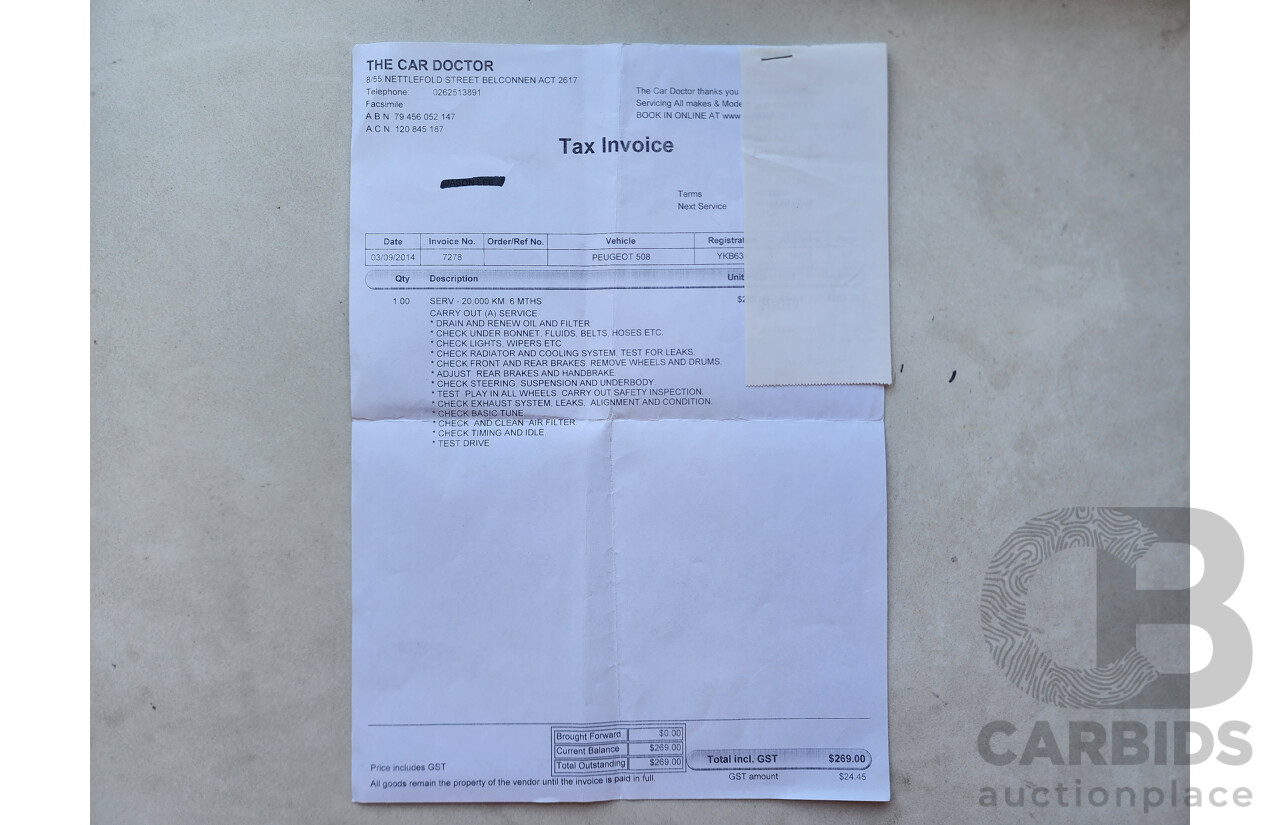 THE CAR DOCTOR
8/55 NETTLEFOLD STREET BELCONNEN ACT 2617
Telephone 0262513891
Facsimile
A.B.N 79 456 052 147
A.C.N 120 845 187
The Car Doctor thanks you
Servicing All makes & Mode
BOOK IN ONLINE AT www.
Tax Invoice
Terms
Next Service
Date Invoice No. Order/Ref No. Vehicle Registrat
03/09/2014 7278 PEUGEOT 508 YKB63
Qty Description Unit
1.00 SERV - 20,000 KM 6 MTHS $2
CARRY OUT (A) SERVICE
* DRAIN AND RENEW OIL AND FILTER.
* CHECK UNDER BONNET, FLUIDS, BELTS, HOSES ETC.
* CHECK LIGHTS, WIPERS ETC
* CHECK RADIATOR AND COOLING SYSTEM, TEST FOR LEAKS.
* CHECK FRONT AND REAR BRAKES REMOVE WHEELS AND DRUMS.
* ADJUST REAR BRAKES AND HANDBRAKE.
* CHECK STEERING, SUSPENSION AND UNDERBODY.
* TEST PLAY IN ALL WHEELS. CARRY OUT SAFETY INSPECTION.
* CHECK EXHAUST SYSTEM, LEAKS, ALIGNMENT AND CONDITION.
* CHECK BASIC TUNE.
* CHECK AND CLEAN AIR FILTER
* CHECK TIMING AND IDLE
* TEST DRIVE
Brought Forward $0.00
Current Balance $269.00
Total Outstanding $269.00
Total incl. GST $269.00
GST amount $24.45
Price includes GST
All goods remain the property of the vendor until the invoice is paid in full.
CB
CARBIDS
auctionplace